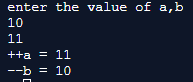 enter the value of a,b
10
11
++a = 11
--b = 10